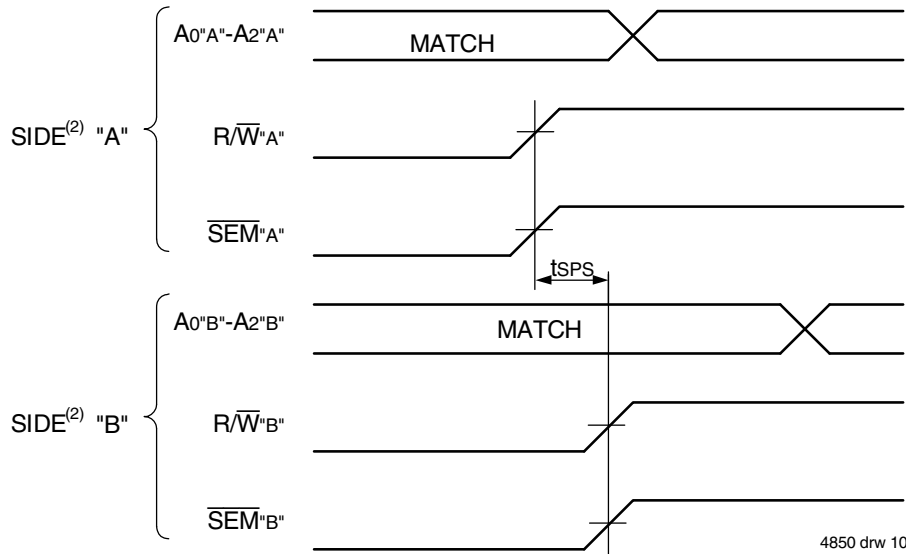 A0"A"-A2"A"
MATCH
SIDE(2) "A"
R/W"A"
SEM"A"
tSPS
A0"B"-A2"B"
MATCH
SIDE(2) "B"
R/W"B"
SEM"B"
4850 drw 10